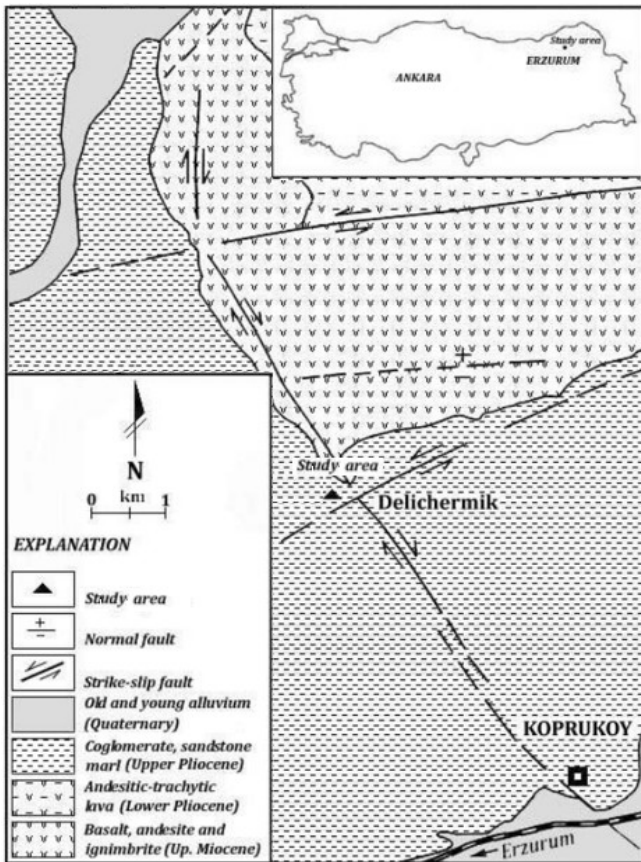 Study area
ERZURUM
ANKARA
+
−
Study area
Delichermik
N
0 km 1
EXPLANATION
Study area
+
−
Normal fault
Strike-slip fault
Old and young alluvium
(Quaternary)
Coglomerate, sandstone
marl (Upper Pliocene)
Andesitic-trachytic
lava (Lower Pliocene)
Basalt, andesite and
ignimbrite (Up. Miocene)
KOPRUKOY
Erzurum